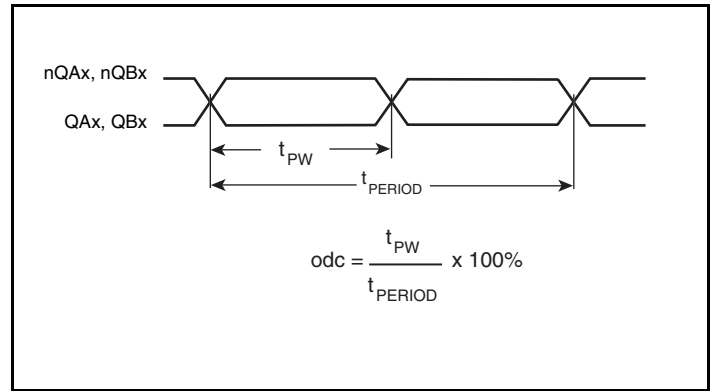 nQAx, nQBx
QAx, QBx
tPW
tPERIOD
odc = tPW / tPERIOD x 100%